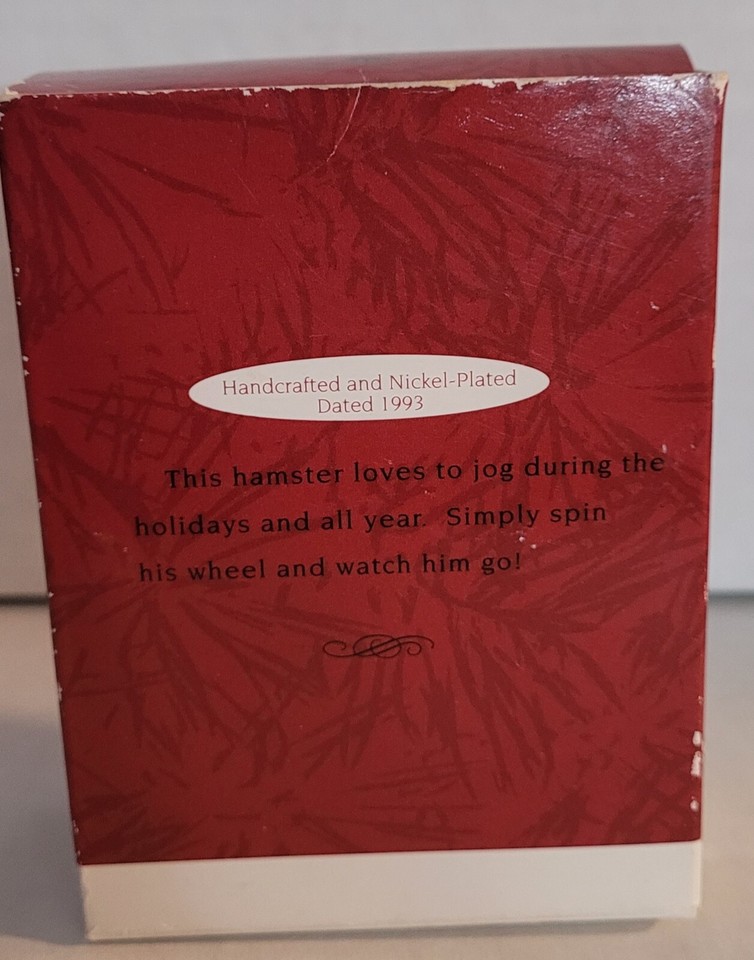 Handcrafted and Nickel-Plated
Dated 1993
This hamster loves to jog during the
holidays and all year. Simply spin
his wheel and watch him go!